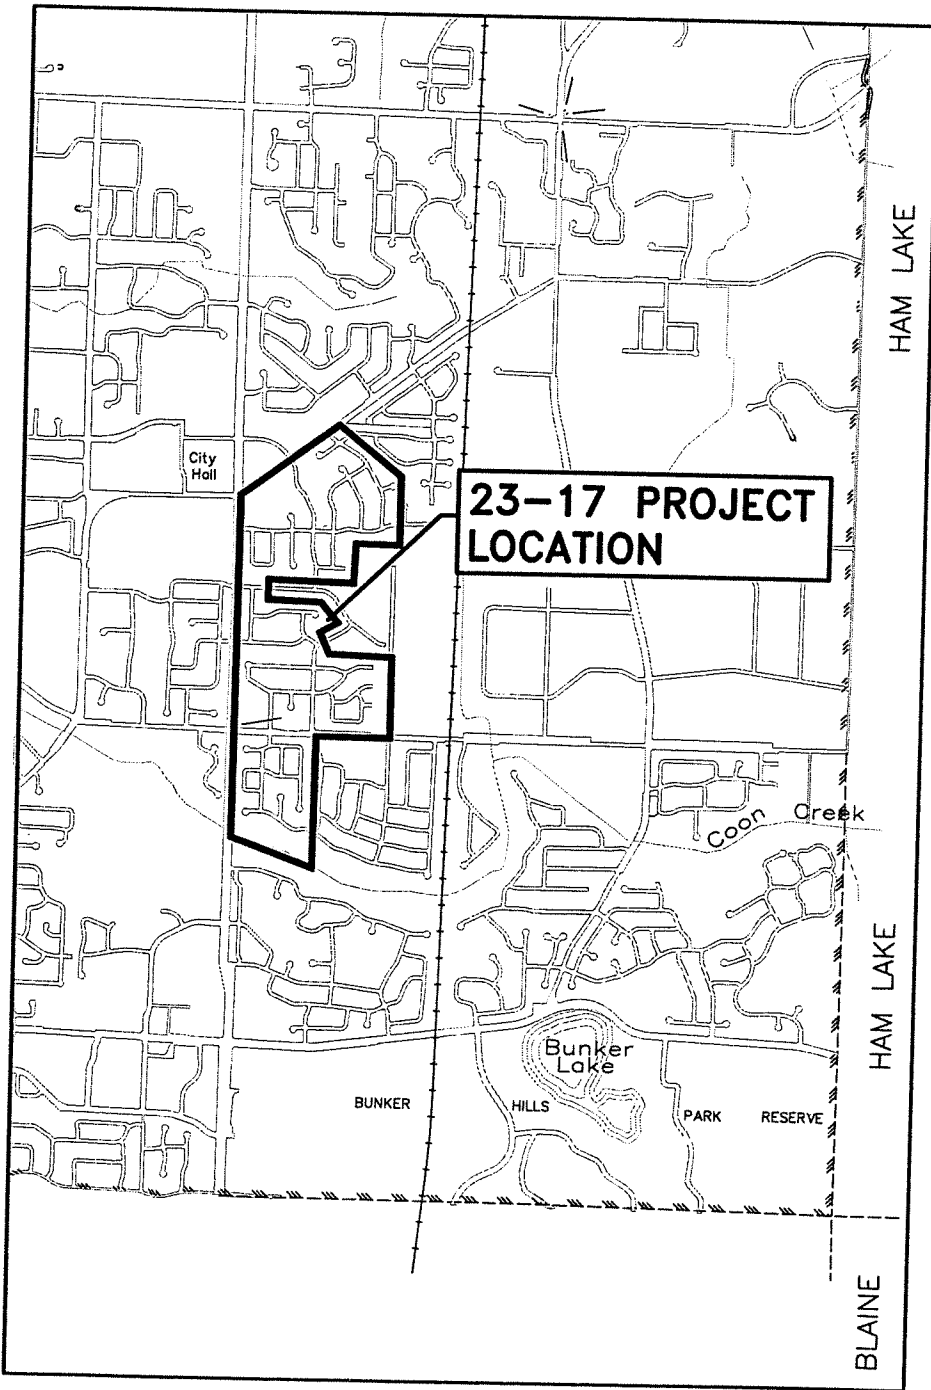 HAM LAKE
City
Hall
23-17 PROJECT
LOCATION
Coon Creek
HAM LAKE
Bunker
Lake
BUNKER HILLS PARK RESERVE
BLAINE